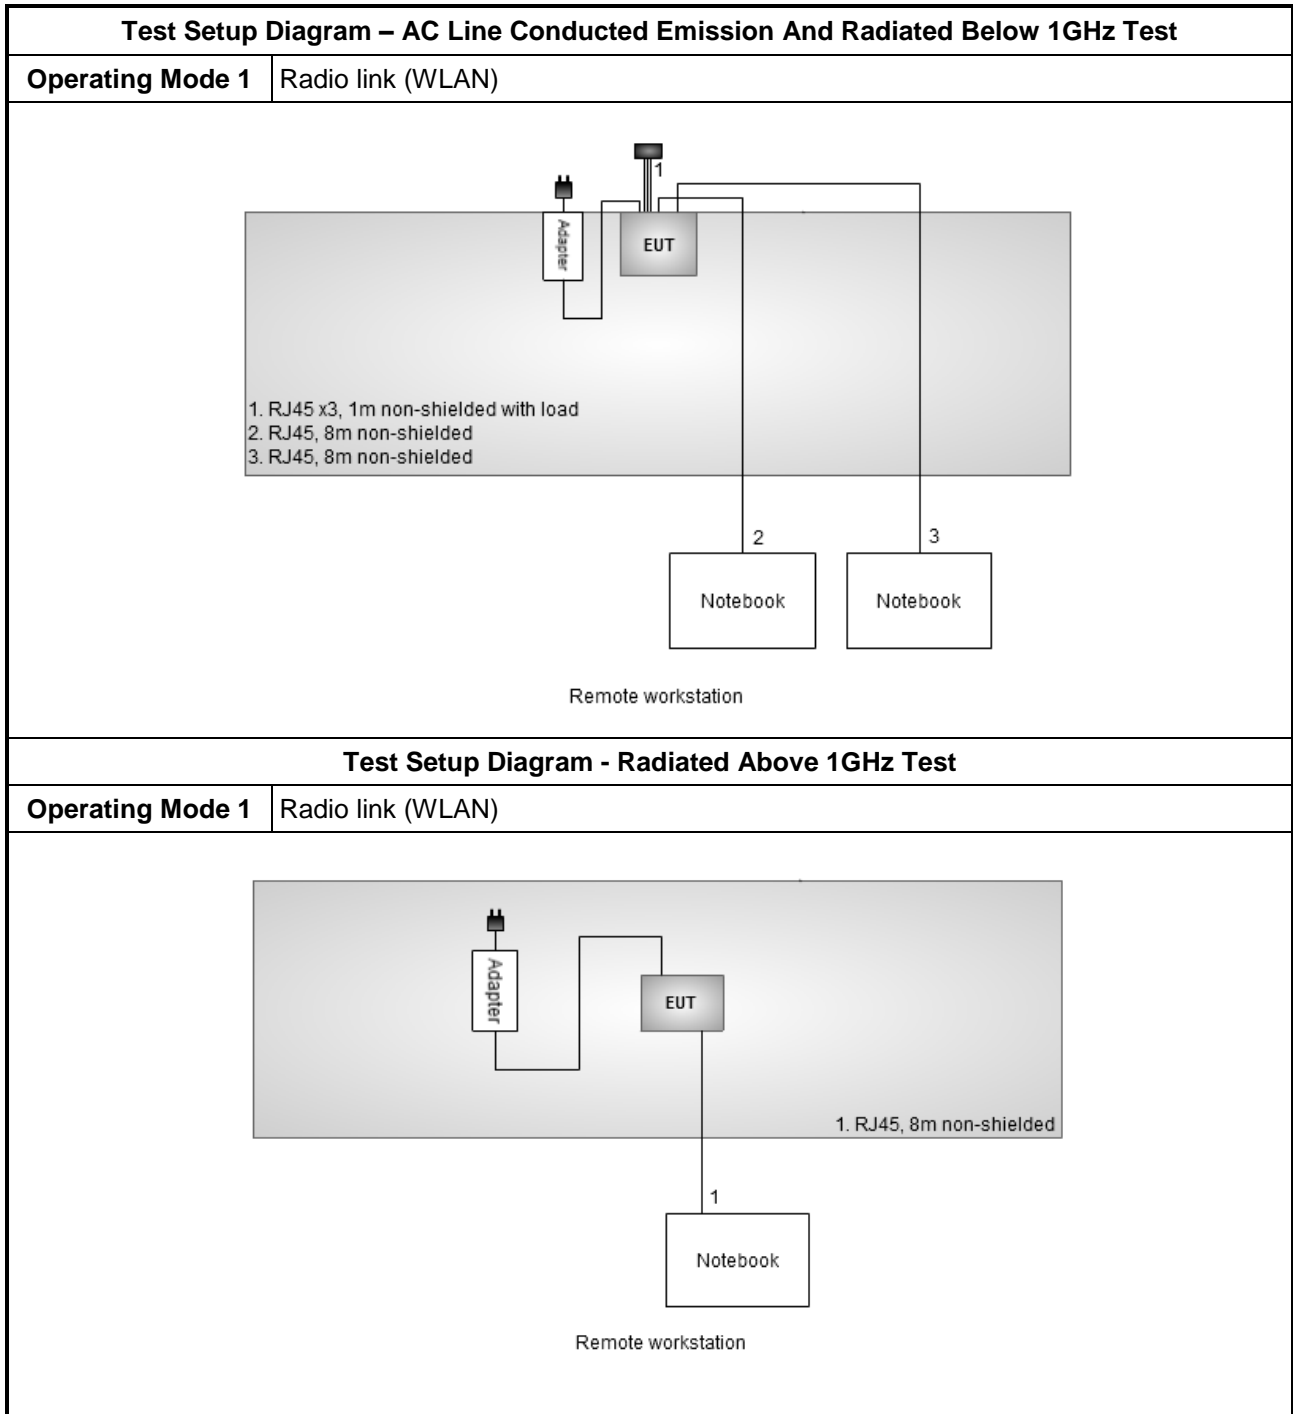 Test Setup Diagram – AC Line Conducted Emission And Radiated Below 1GHz Test
Operating Mode 1 Radio link (WLAN)
1
Adapter
EUT
1. RJ45 x3, 1m non-shielded with load
2. RJ45, 8m non-shielded
3. RJ45, 8m non-shielded
2 3
Notebook Notebook
Remote workstation
Test Setup Diagram - Radiated Above 1GHz Test
Operating Mode 1 Radio link (WLAN)
Adapter
EUT
1. RJ45, 8m non-shielded
1
Notebook
Remote workstation